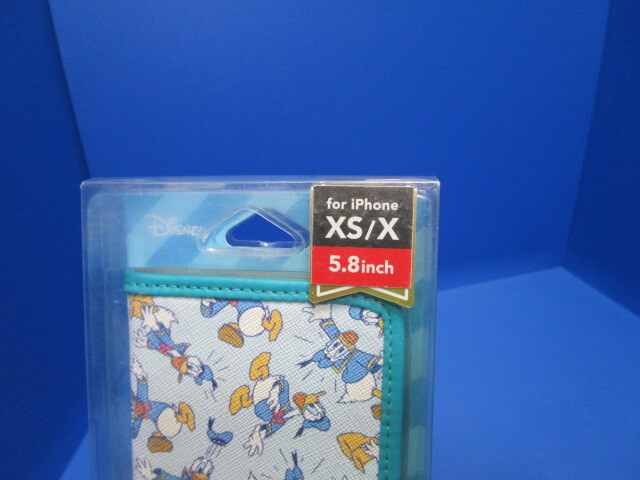 Disney
for iPhone
XS/X
5.8inch